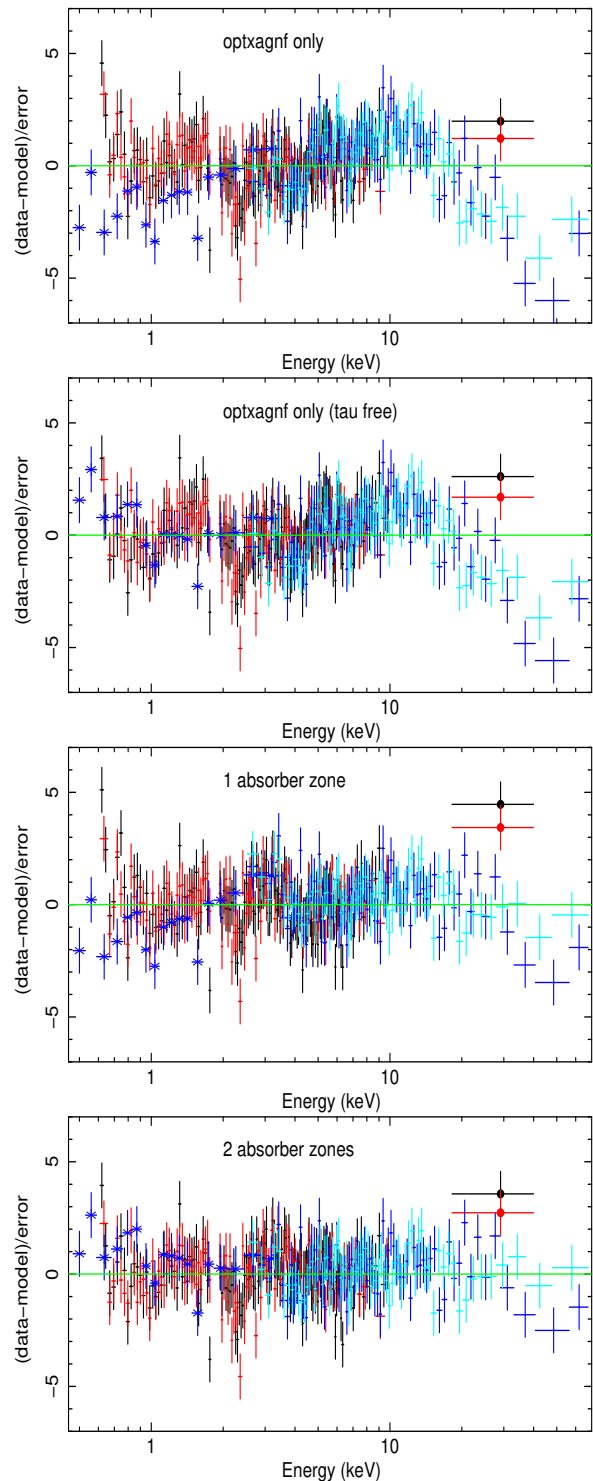 optxagnf only
(data−model)/error
5
0
−5
1
10
Energy (keV)
optxagnf only (tau free)
(data−model)/error
5
0
−5
1
10
Energy (keV)
1 absorber zone
(data−model)/error
5
0
−5
1
10
Energy (keV)
2 absorber zones
(data−model)/error
5
0
−5
1
10
Energy (keV)